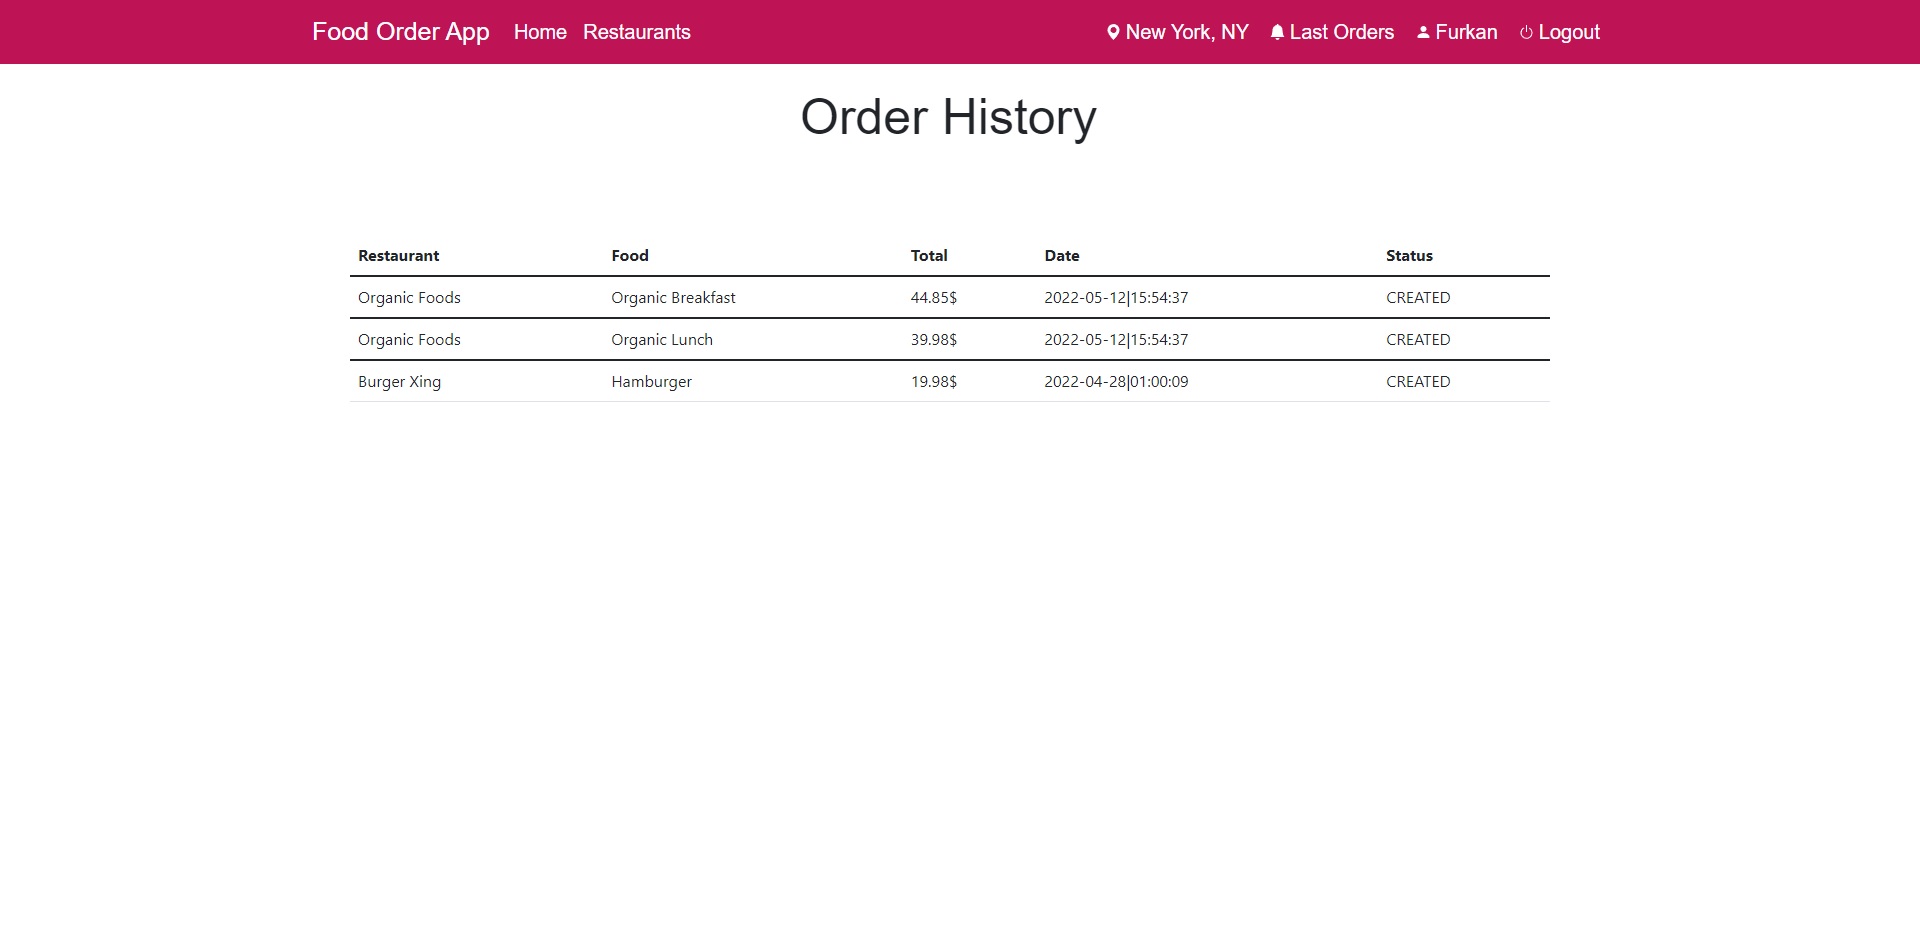 Food Order App Home Restaurants New York, NY Last Orders Furkan Logout
Order History
Restaurant Food Total Date Status
Organic Foods Organic Breakfast 44.85$ 2022-05-12|15:54:37 CREATED
Organic Foods Organic Lunch 39.98$ 2022-05-12|15:54:37 CREATED
Burger Xing Hamburger 19.98$ 2022-04-28|01:00:09 CREATED